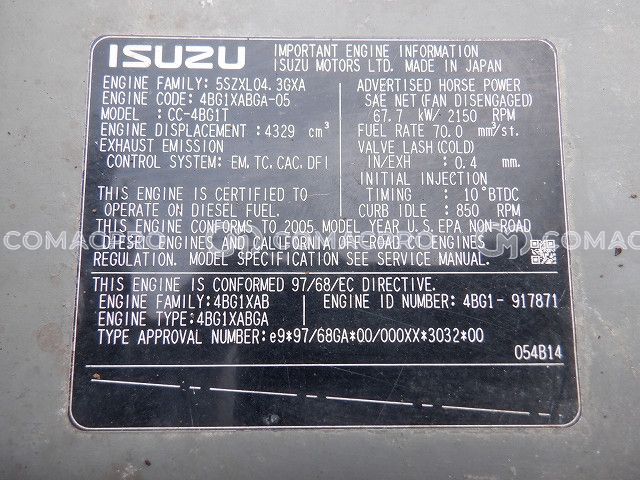 ISUZU
IMPORTANT ENGINE INFORMATION
ISUZU MOTORS LTD. MADE IN JAPAN
ENGINE FAMILY: 5SZXL04.3GXA
ENGINE CODE: 4BG1XABGA-05
MODEL : CC-4BG1T
ENGINE DISPLACEMENT:4329 cm³
EXHAUST EMISSION
CONTROL SYSTEM: EM,TC,CAC,DFI
THIS ENGINE IS CERTIFIED TO
OPERATE ON DIESEL FUEL.
ADVERTISED HORSE POWER
SAE NET(FAN DISENGAGED)
67.7 kW/ 2150 RPM
FUEL RATE 70.0 mm³/st.
VALVE LASH(COLD)
IN/EXH : 0.4 mm.
INITIAL INJECTION
TIMING : 10°BTDC
CURB IDLE: 850 RPM
THIS ENGINE CONFORMS TO 2005 MODEL YEAR U.S.EPA NON-ROAD
DIESEL ENGINES AND CALIFORNIA OFF-ROAD CI ENGINES
REGULATION. MODEL SPECIFICATION SEE SERVICE MANUAL.
THIS ENGINE IS CONFORMED 97/68/EC DIRECTIVE.
ENGINE FAMILY:4BG1XAB
ENGINE ID NUMBER: 4BG1- 917871
ENGINE TYPE:4BG1XABGA
TYPE APPROVAL NUMBER:e9*97/68GA*00/000XX*3032*00
054B14